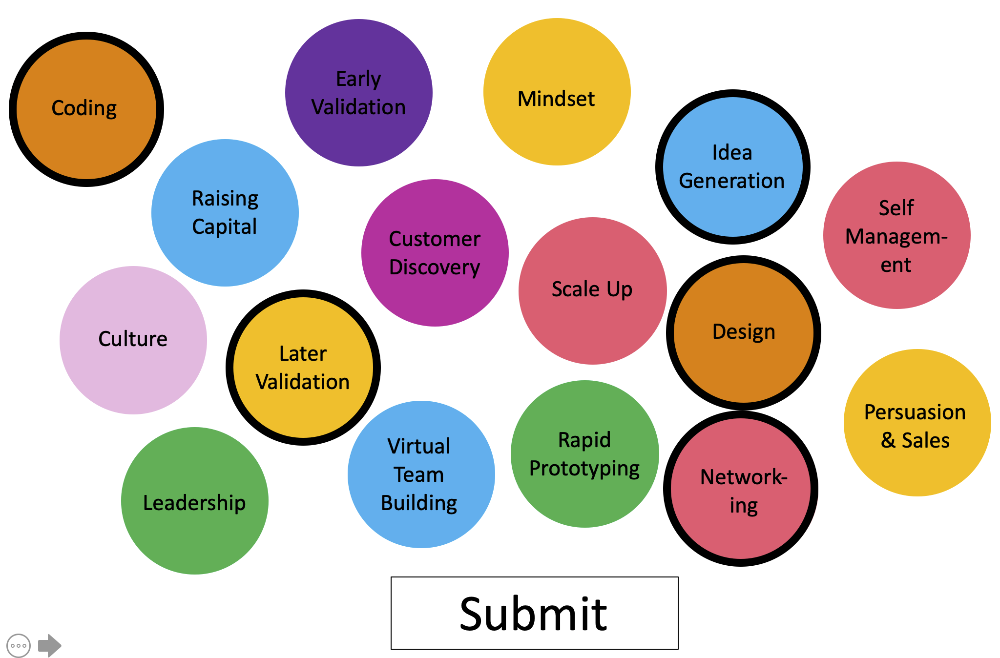 Coding
Early
Validation
Mindset
Idea
Generation
Raising
Capital
Customer
Discovery
Self
Managem-
ent
Scale Up
Culture
Later
Validation
Design
Persuasion
& Sales
Leadership
Virtual
Team
Building
Rapid
Prototyping
Network-
ing
Submit